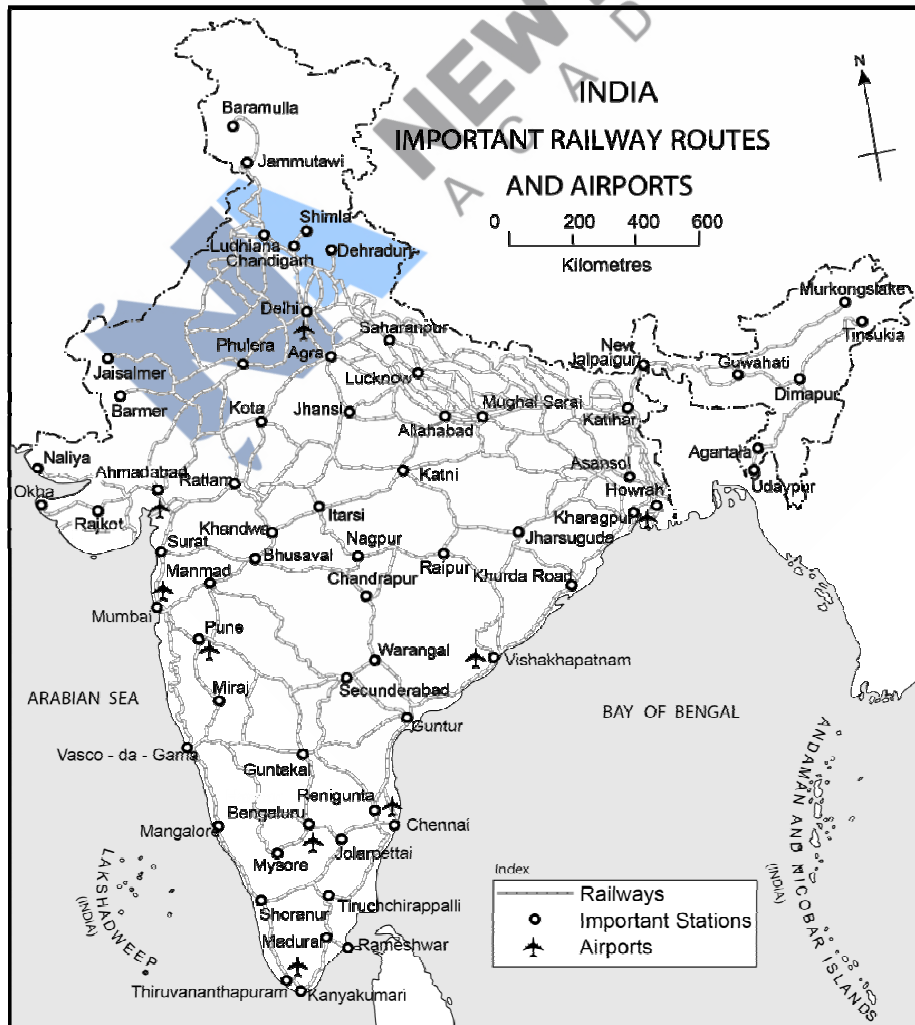 NEW
ACAD
N
INDIA
IMPORTANT RAILWAY ROUTES
AND AIRPORTS
0 200 400 600
Kilometres
Baramulla
Jammutawi
Shimla
Ludhiana
Chandigarh
Dehradun
Delhi
Saharanpur
Murkongslake
Tinsukia
Phulera
Agra
Jaisalmer
Lucknow
New
Jalpaiguri
Guwahati
Dimapur
Barmer
Kota
Jhansi
Allahabad
Mughal Sarai
Katihar
Agartala
Naliya
Ahmadabad
Ratlam
Katni
Asansol
Udaypur
Okha
Rajkot
Howrah
Khandwa
Itarsi
Kharagpur
Jharsuguda
Surat
Bhusaval
Nagpur
Raipur
Manmad
Chandrapur
Khurda Road
Mumbai
Pune
Warangal
Vishakhapatnam
Secunderabad
ARABIAN SEA
Miraj
BAY OF BENGAL
Guntur
Vasco - da - Gama
Guntakal
Renigunta
Bengaluru
Mangalore
Chennai
Mysore
Jolarpettai
LAKSHADWEEP
(INDIA)
ANDAMAN AND NICOBAR ISLANDS
(INDIA)
Shoranur
Tiruchchirappalli
Madurai
Rameshwar
Thiruvananthapuram
Kanyakumari
Index
Railways
Important Stations
Airports